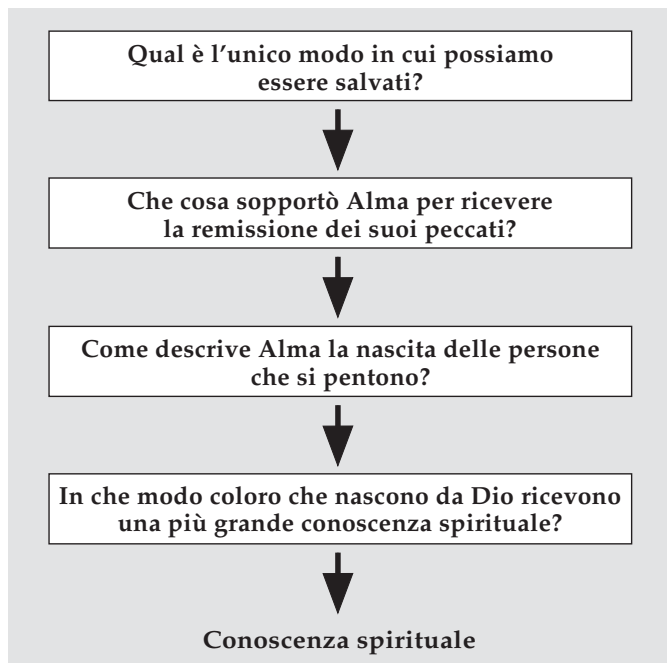 Qual è l’unico modo in cui possiamo
essere salvati?
Che cosa sopportò Alma per ricevere
la remissione dei suoi peccati?
Come descrive Alma la nascita delle persone
che si pentono?
In che modo coloro che nascono da Dio ricevono
una più grande conoscenza spirituale?
Conoscenza spirituale